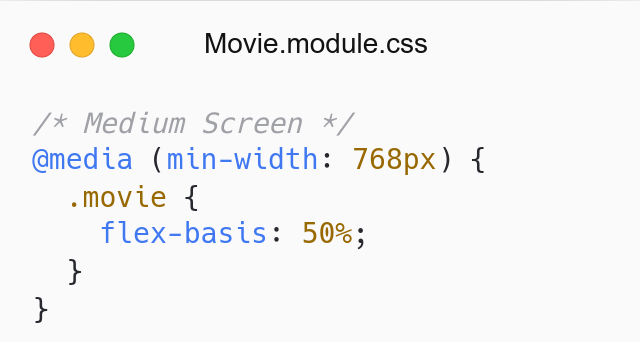 Movie.module.css
/* Medium Screen */
@media (min-width: 768px) {
  .movie {
    flex-basis: 50%;
  }
}